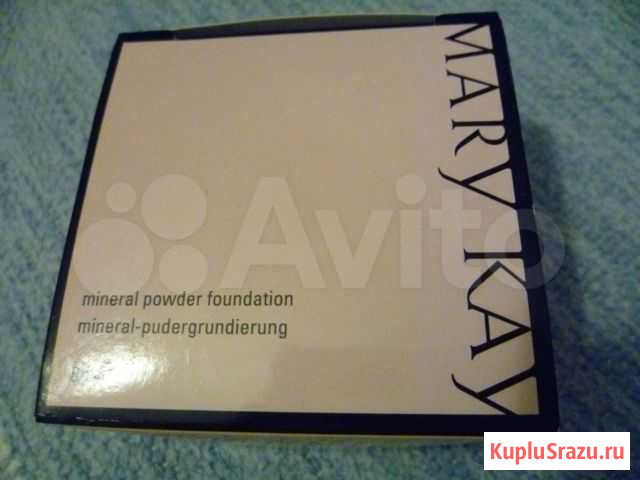 MARY KAY
Avito
mineral powder foundation
mineral-pudergrundierung
KupluSrazu.ru